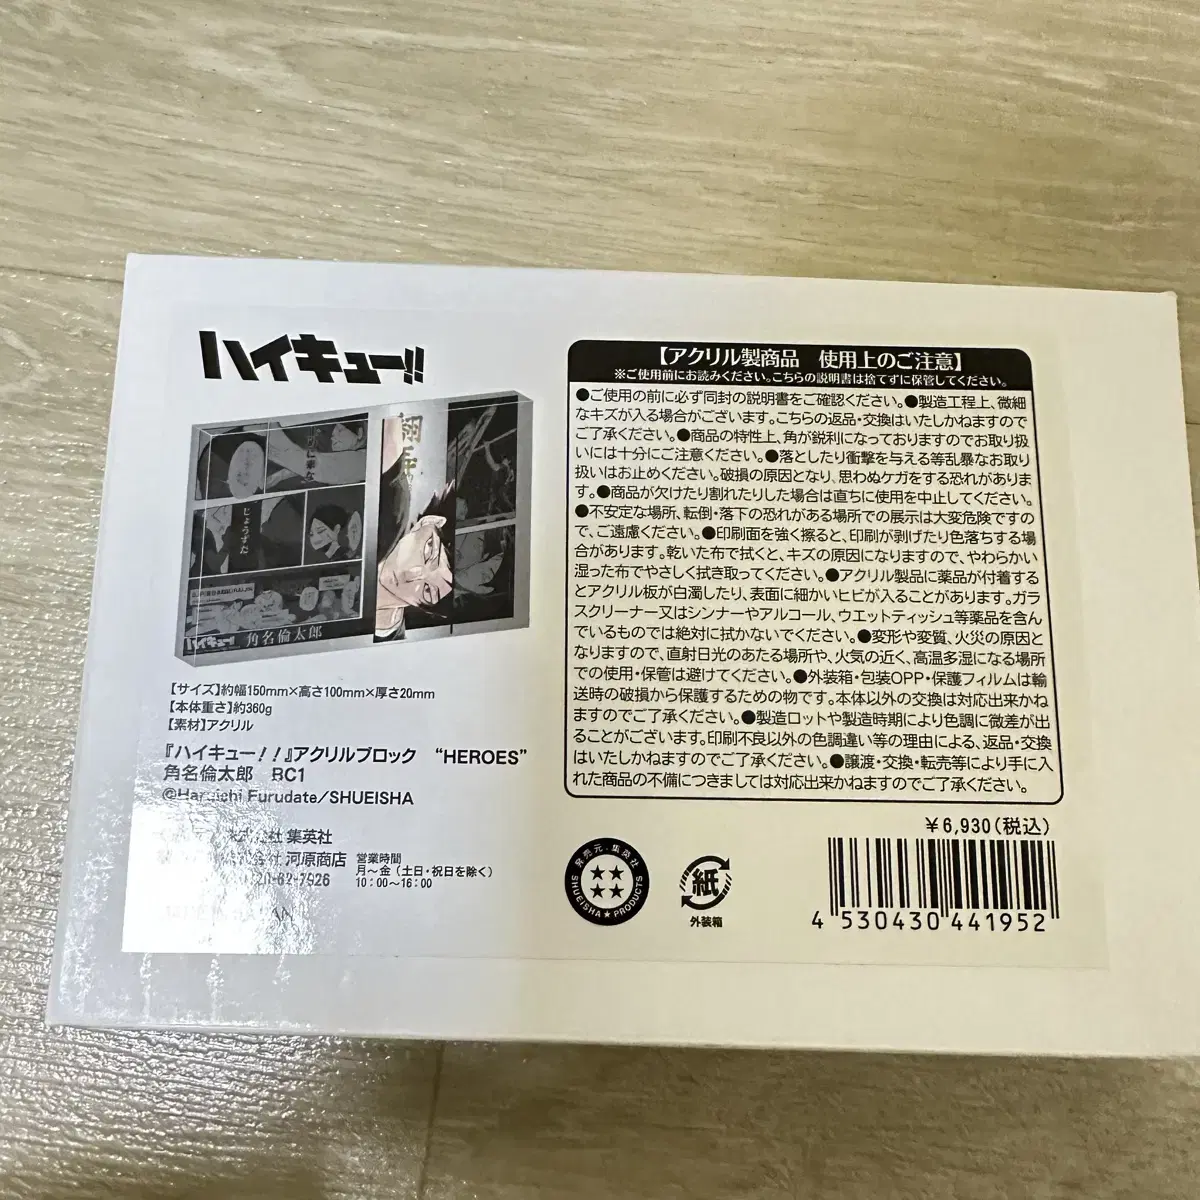 ハイキュー!!
じょうずだ
ハイキュー!! 角名倫太郎
【サイズ】約幅150mm×高さ100mm×厚さ20mm
【本体重さ】約360g
【素材】アクリル
『ハイキュー！！』アクリルブロック “HEROES”
角名倫太郎 BC1
©Haruichi Furudate/SHUEISHA
集英社
河原商店
営業時間
月〜金（土日・祝日を除く）
10：00〜16：00
【アクリル製商品 使用上のご注意】
※ご使用前にお読みください。こちらの説明書は捨てずに保管してください。
●ご使用の前に必ず同封の説明書をご確認ください。●製造工程上、微細
なキズが入る場合がございます。こちらの返品・交換はいたしかねますので
ご了承ください。●商品の特性上、角が鋭利になっておりますのでお取り扱
いには十分にご注意ください。●落としたり衝撃を与える等乱暴なお取り
扱いはお止めください。破損の原因となり、思わぬケガをする恐れがありま
す。●商品が欠けたり割れたりした場合は直ちに使用を中止してください。
●不安定な場所、転倒・落下の恐れがある場所での展示は大変危険ですの
で、ご遠慮ください。●印刷面を強く擦ると、印刷が剥げたり色落ちする場
合があります。乾いた布で拭くと、キズの原因になりますので、やわらかい
湿った布でやさしく拭き取ってください。●アクリル製品に薬品が付着する
とアクリル板が白濁したり、表面に細かいヒビが入ることがあります。ガラ
スクリーナー又はシンナーやアルコール、ウエットティッシュ等薬品を含ん
でいるものでは絶対に拭かないでください。●変形や変質、火災の原因と
なりますので、直射日光のあたる場所や、火気の近く、高温多湿になる場所
での使用・保管は避けてください。●外装箱・包装OPP・保護フィルムは輸
送時の破損から保護するための物です。本体以外の交換は対応出来かね
ますのでご了承ください。●製造ロットや製造時期により色調に微差が出
ることがございます。印刷不良以外の色調違い等の理由による、返品・交換
はいたしかねますのでご了承ください。●譲渡・交換・転売等により手に入
れた商品の不備につきましては対応出来かねますのでご了承ください。
￥6,930（税込）
発売元・集英社
SHUEISHA★PRODUCTS
紙
外装箱
4 530430 441952